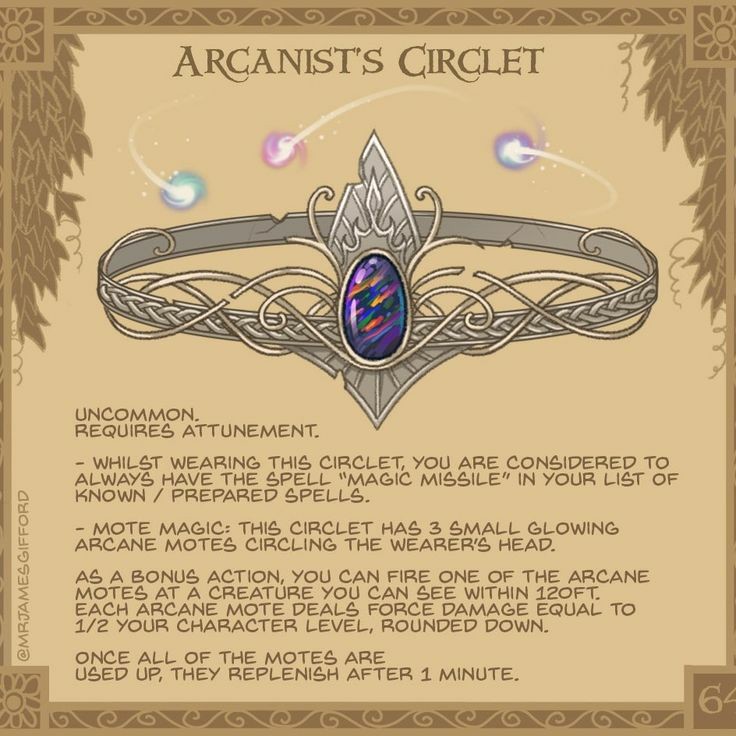 ARCANIST'S CIRCLET
UNCOMMON.
REQUIRES ATTUNEMENT.
- WHILST WEARING THIS CIRCLET, YOU ARE CONSIDERED TO
ALWAYS HAVE THE SPELL "MAGIC MISSILE" IN YOUR LIST OF
KNOWN / PREPARED SPELLS.
- MOTE MAGIC: THIS CIRCLET HAS 3 SMALL GLOWING
ARCANE MOTES CIRCLING THE WEARER'S HEAD.
AS A BONUS ACTION, YOU CAN FIRE ONE OF THE ARCANE
MOTES AT A CREATURE YOU CAN SEE WITHIN 120FT.
EACH ARCANE MOTE DEALS FORCE DAMAGE EQUAL TO
1/2 YOUR CHARACTER LEVEL, ROUNDED DOWN.
ONCE ALL OF THE MOTES ARE
USED UP, THEY REPLENISH AFTER 1 MINUTE.
@MRJAMESGIFFORD
64